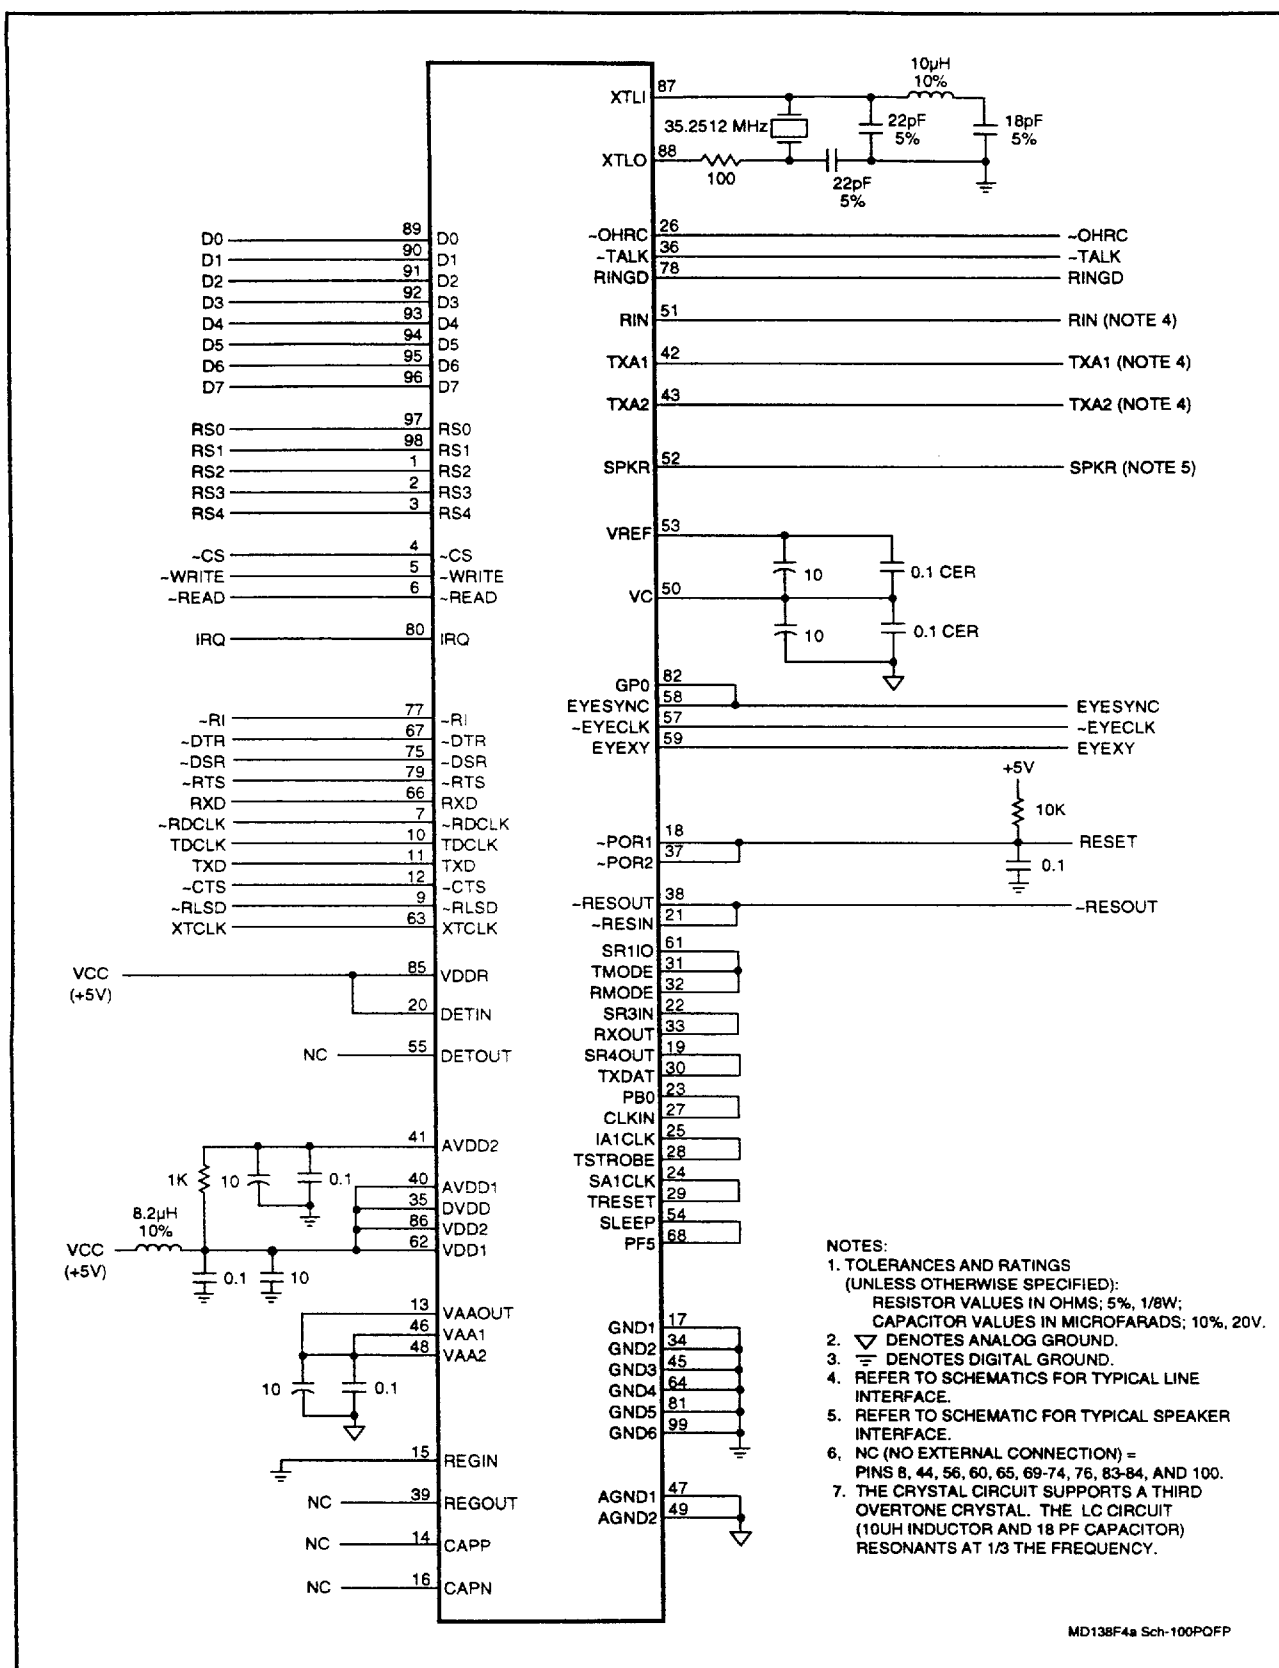 10µH
10%
XTLI 87
35.2512 MHz
22pF
5%
18pF
5%
XTLO 88
100
22pF
5%
D0 89 D0
D1 90 D1
D2 91 D2
D3 92 D3
D4 93 D4
D5 94 D5
D6 95 D6
D7 96 D7
RS0 97 RS0
RS1 98 RS1
RS2 1 RS2
RS3 2 RS3
RS4 3 RS4
~CS 4 ~CS
~WRITE 5 ~WRITE
~READ 6 ~READ
IRQ 80 IRQ
~RI 77 ~RI
~DTR 67 ~DTR
~DSR 75 ~DSR
~RTS 79 ~RTS
RXD 66 RXD
~RDCLK 7 ~RDCLK
TDCLK 10 TDCLK
TXD 11 TXD
~CTS 12 ~CTS
~RLSD 9 ~RLSD
XTCLK 63 XTCLK
VCC 85 VDDR
(+5V)
20 DETIN
NC 55 DETOUT
41 AVDD2
1K 10 0.1
40 AVDD1
35 DVDD
86 VDD2
8.2µH
10%
VCC 62 VDD1
(+5V)
0.1 10
13 VAAOUT
46 VAA1
48 VAA2
10 0.1
15 REGIN
NC 39 REGOUT
NC 14 CAPP
NC 16 CAPN
~OHRC 26 ~OHRC
~TALK 36 ~TALK
RINGD 78 RINGD
RIN 51 RIN (NOTE 4)
TXA1 42 TXA1 (NOTE 4)
TXA2 43 TXA2 (NOTE 4)
SPKR 52 SPKR (NOTE 5)
VREF 53
10 0.1 CER
VC 50
10 0.1 CER
GP0 82
EYESYNC 58 EYESYNC
~EYECLK 57 ~EYECLK
EYEXY 59 EYEXY
+5V
10K
~POR1 18 RESET
~POR2 37
0.1
~RESOUT 38 ~RESOUT
~RESIN 21
SR1IO 61
TMODE 31
RMODE 32
SR3IN 22
RXOUT 33
SR4OUT 19
TXDAT 30
PB0 23
CLKIN 27
IA1CLK 25
TSTROBE 28
SA1CLK 24
TRESET 29
SLEEP 54
PF5 68
GND1 17
GND2 34
GND3 45
GND4 64
GND5 81
GND6 99
AGND1 47
AGND2 49
NOTES:
1. TOLERANCES AND RATINGS
(UNLESS OTHERWISE SPECIFIED):
RESISTOR VALUES IN OHMS; 5%, 1/8W;
CAPACITOR VALUES IN MICROFARADS; 10%, 20V.
2. DENOTES ANALOG GROUND.
3. DENOTES DIGITAL GROUND.
4. REFER TO SCHEMATICS FOR TYPICAL LINE
INTERFACE.
5. REFER TO SCHEMATIC FOR TYPICAL SPEAKER
INTERFACE.
6, NC (NO EXTERNAL CONNECTION) =
PINS 8, 44, 56, 60, 65, 69-74, 76, 83-84, AND 100.
7. THE CRYSTAL CIRCUIT SUPPORTS A THIRD
OVERTONE CRYSTAL. THE LC CIRCUIT
(10UH INDUCTOR AND 18 PF CAPACITOR)
RESONANTS AT 1/3 THE FREQUENCY.
MD138F4a Sch-100PQFP